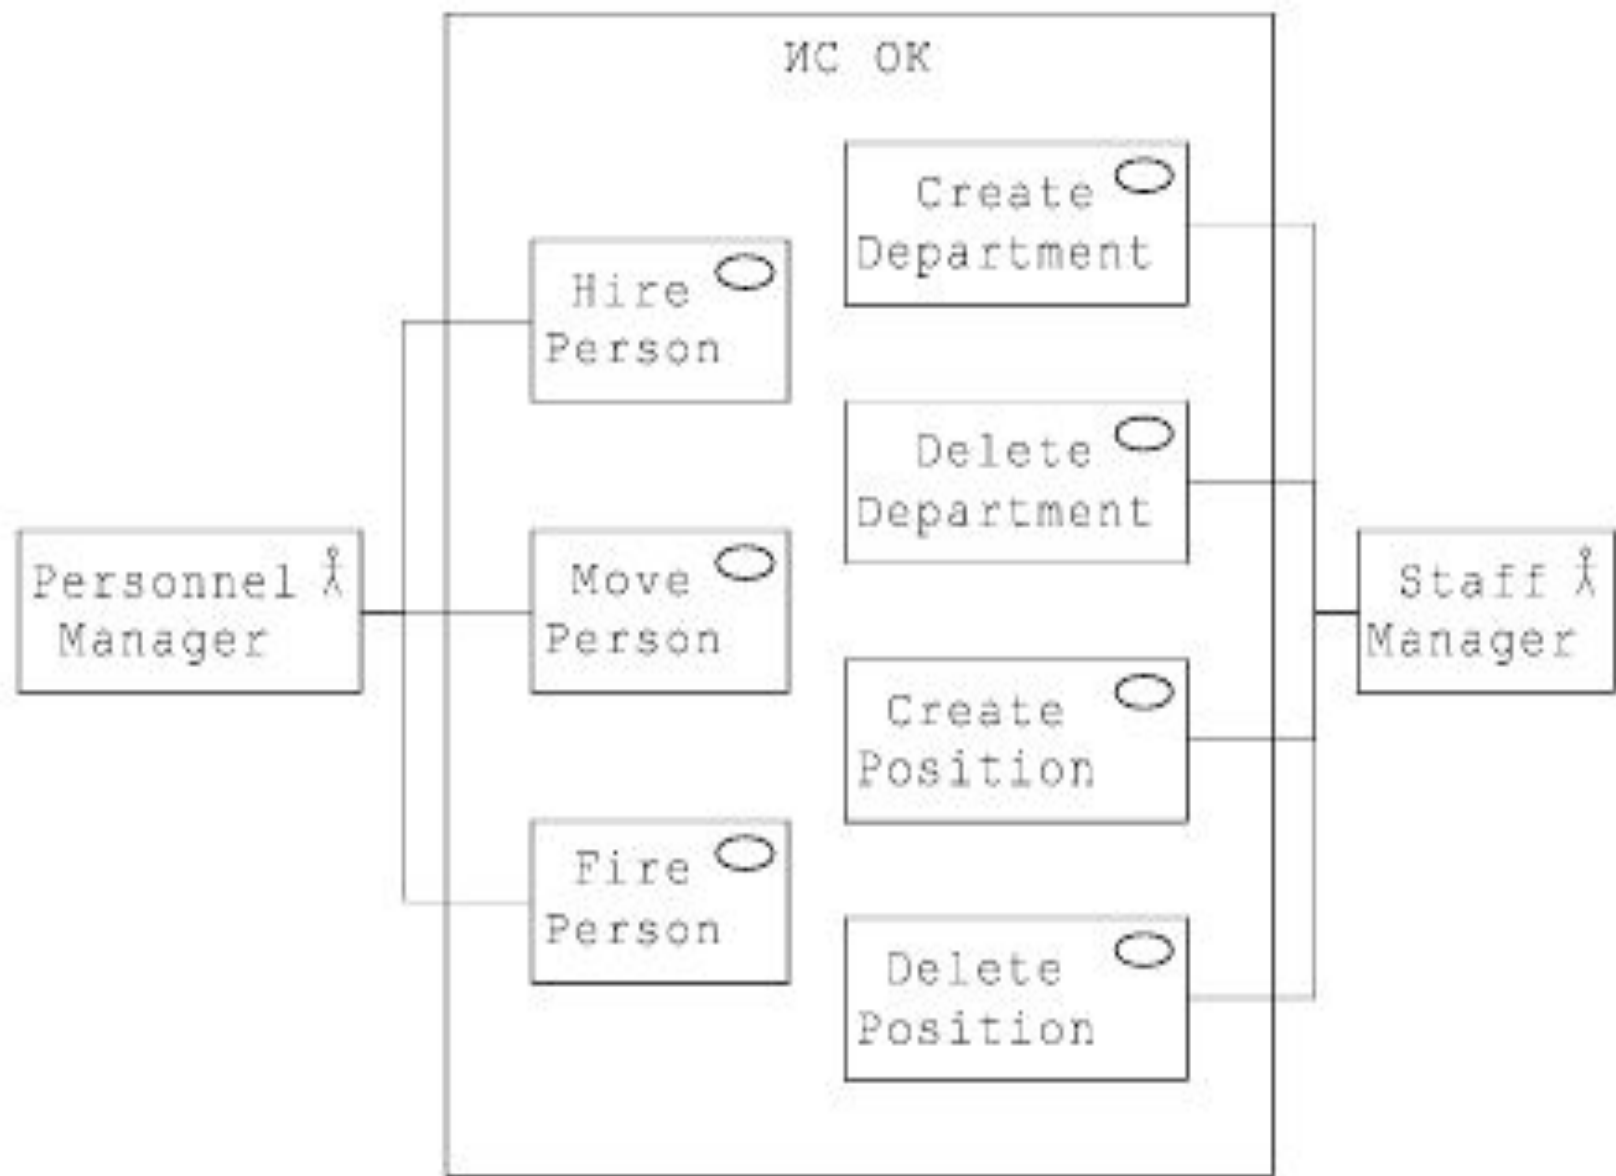 ИС ОК
Create
Department
Hire
Person
Delete
Department
Personnel
Manager
Move
Person
Staff
Manager
Create
Position
Fire
Person
Delete
Position